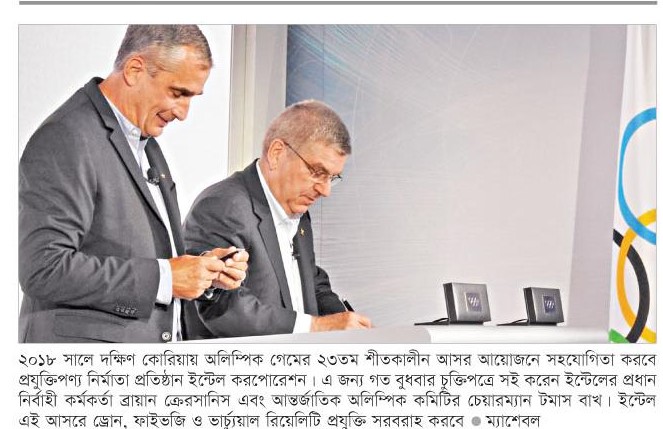 ২০১৮ সালে দক্ষিণ কোরিয়ায় অলিম্পিক গেমের ২৩তম শীতকালীন আসর আয়োজনে সহযোগিতা করবে
প্রযুক্তিপণ্য নির্মাতা প্রতিষ্ঠান ইন্টেল করপোরেশন। এ জন্য গত বুধবার চুক্তিপত্রে সই করেন ইন্টেলের প্রধান
নির্বাহী কর্মকর্তা ব্রায়ান ক্রেরসানিস এবং আন্তর্জাতিক অলিম্পিক কমিটির চেয়ারম্যান টমাস বাখ। ইন্টেল
এই আসরে ড্রোন, ফাইভজি ও ভার্চ্যুয়াল রিয়েলিটি প্রযুক্তি সরবরাহ করবে ● ম্যাশেবল